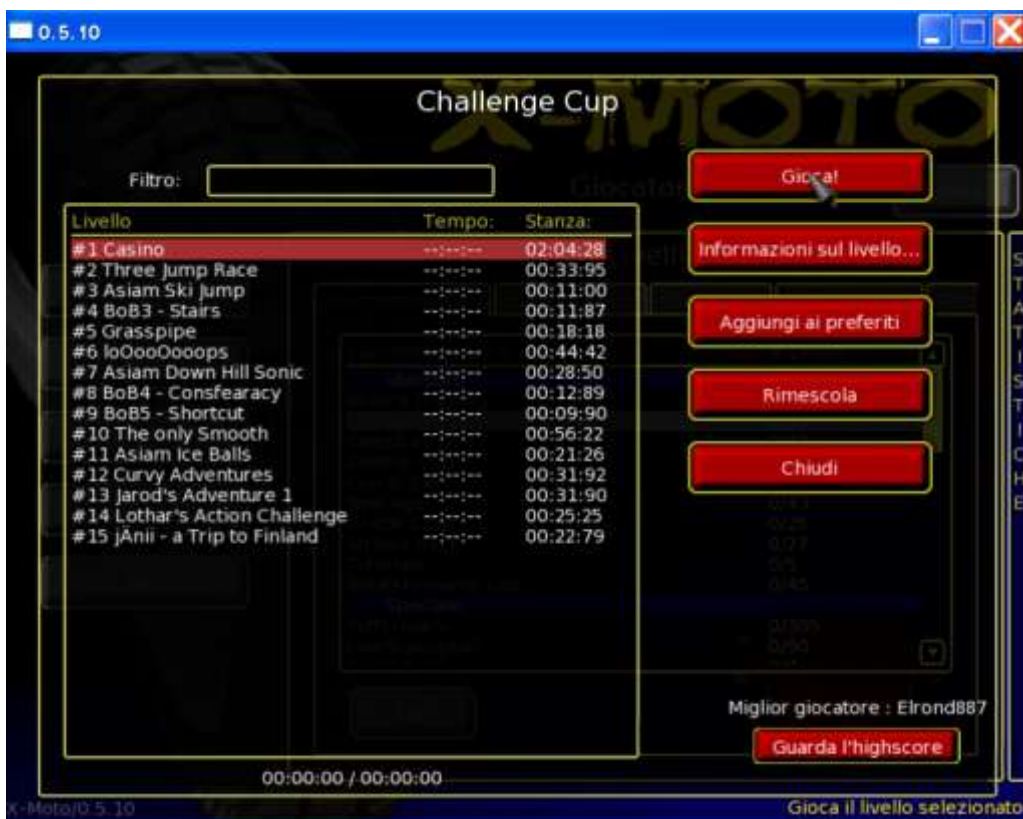 0.5.10
X-MOTO
Challenge Cup
Filtro:
Gioca!
Livello Tempo: Stanza:
#1 Casino --:--:-- 02:04:28
#2 Three Jump Race --:--:-- 00:33:95
#3 Asiam Ski Jump --:--:-- 00:11:00
#4 BoB3 - Stairs --:--:-- 00:11:87
#5 Grasspipe --:--:-- 00:18:18
#6 loOooOoooops --:--:-- 00:44:42
#7 Asiam Down Hill Sonic --:--:-- 00:28:50
#8 BoB4 - Consfearacy --:--:-- 00:12:89
#9 BoB5 - Shortcut --:--:-- 00:09:90
#10 The only Smooth --:--:-- 00:56:22
#11 Asiam Ice Balls --:--:-- 00:21:26
#12 Curvy Adventures --:--:-- 00:31:92
#13 Jarod's Adventure 1 --:--:-- 00:31:90
#14 Lothar's Action Challenge --:--:-- 00:25:25
#15 jÄnii - a Trip to Finland --:--:-- 00:22:79
Informazioni sul livello...
Aggiungi ai preferiti
Rimescola
Chiudi
STATISTICHE
Miglior giocatore : Elrond887
Guarda l'highscore
00:00:00 / 00:00:00
X-Moto/0.5.10
Gioca il livello selezionato